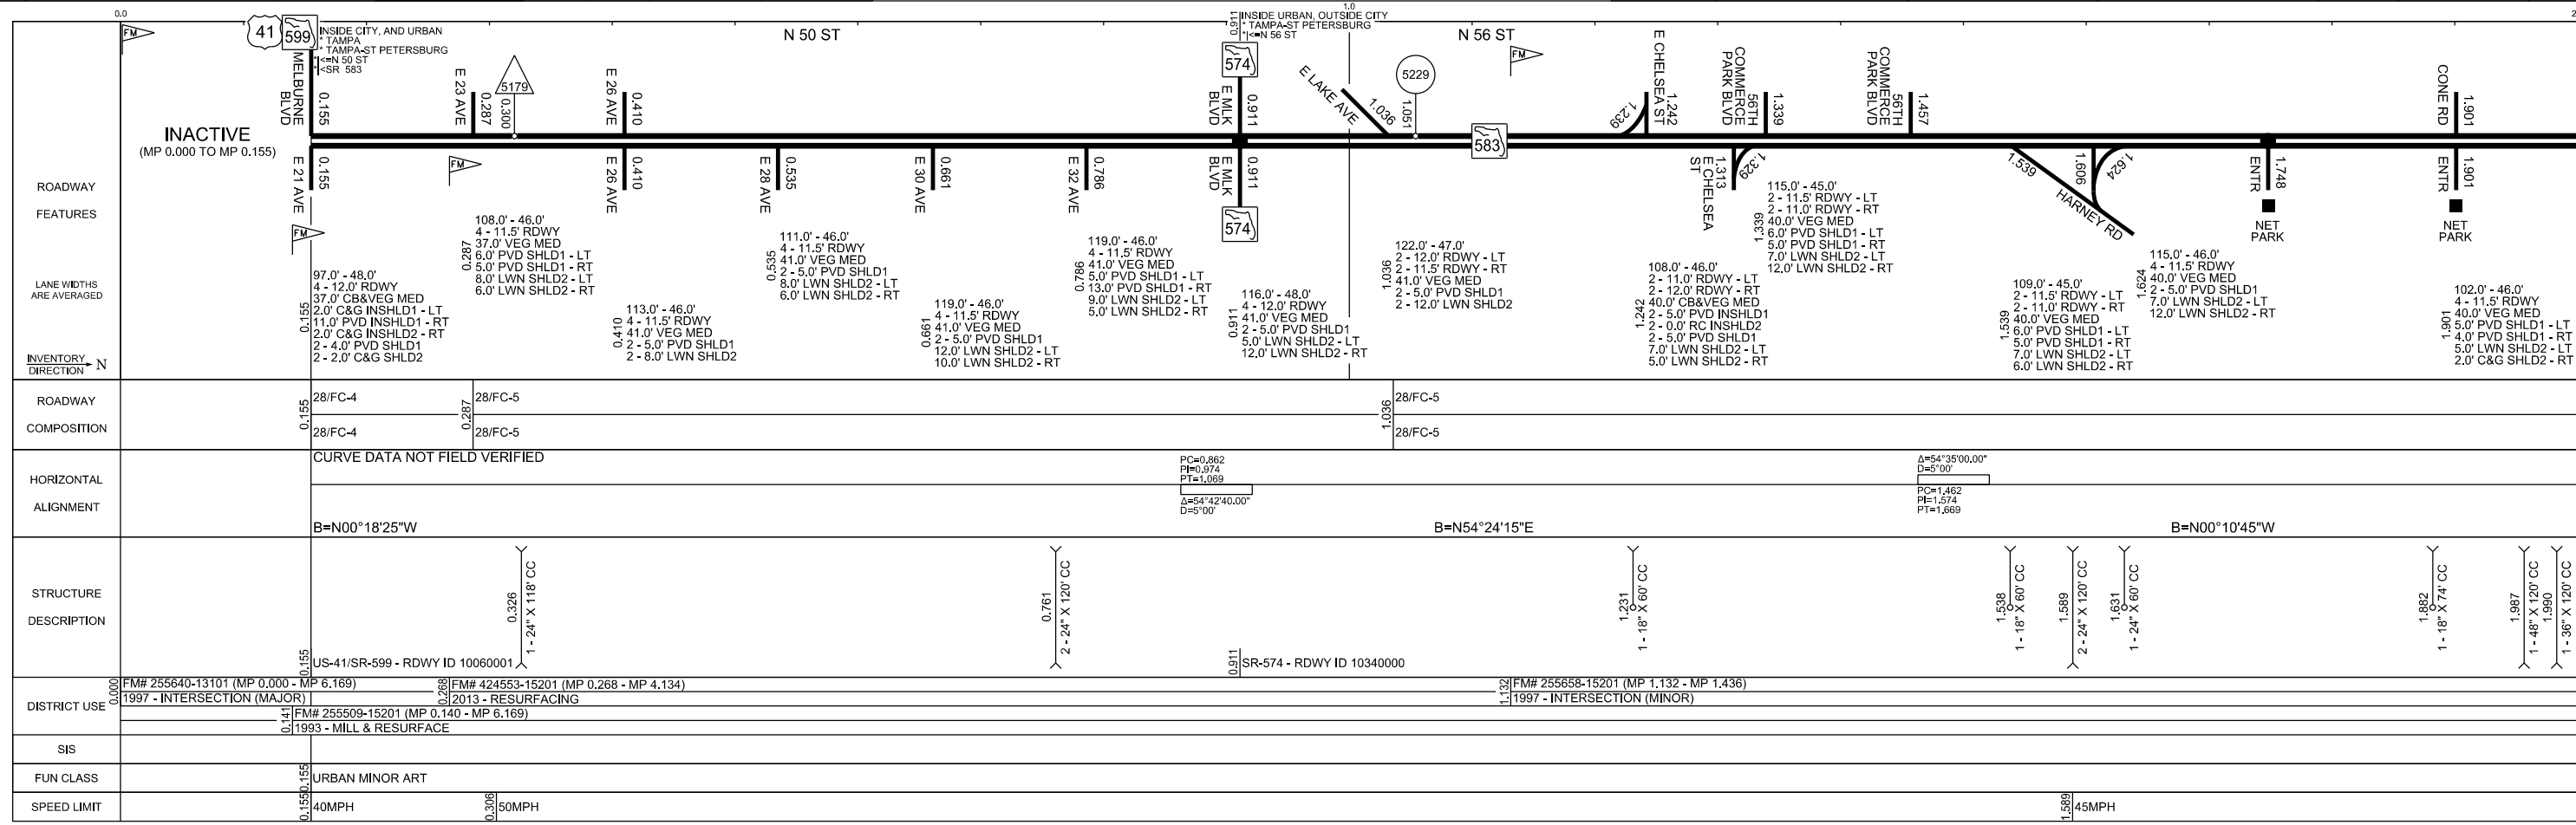 0.0
1.0
2
FM
41
599
INSIDE CITY, AND URBAN
* TAMPA
* TAMPA-ST PETERSBURG
*|<=N 50 ST
*|<SR 583
N 50 ST
0.911
INSIDE URBAN, OUTSIDE CITY
* TAMPA-ST PETERSBURG
*|<=N 56 ST
N 56 ST
FM
MELBURNE
BLVD
0.155
E 23 AVE
0.287
5179
0.300
E 26 AVE
0.410
574
E MLK
BLVD
0.911
E LAKE AVE
1.036
5229
1.051
583
1.239
E CHELSEA ST
1.242
COMMERCE
PARK BLVD
56TH
1.339
COMMERCE
PARK BLVD
56TH
1.457
CONE RD
1.901
INACTIVE
(MP 0.000 TO MP 0.155)
ROADWAY
FEATURES
LANE WIDTHS
ARE AVERAGED
INVENTORY
DIRECTION
N
E 21 AVE
0.155
FM
FM
E 26 AVE
0.410
E 28 AVE
0.535
E 30 AVE
0.661
E 32 AVE
0.786
E MLK
BLVD
0.911
574
E CHELSEA
ST
1.313
1.329
1.539
HARNEY RD
1.606
1.624
ENTR
1.748
NET
PARK
ENTR
1.901
NET
PARK
0.155
97.0' - 48.0'
4 - 12.0' RDWY
37.0' CB&VEG MED
2.0' C&G INSHLD1 - LT
11.0' PVD INSHLD1 - RT
2.0' C&G INSHLD2 - RT
2 - 4.0' PVD SHLD1
2 - 2.0' C&G SHLD2
0.287
108.0' - 46.0'
4 - 11.5' RDWY
37.0' VEG MED
6.0' PVD SHLD1 - LT
5.0' PVD SHLD1 - RT
8.0' LWN SHLD2 - LT
6.0' LWN SHLD2 - RT
0.410
113.0' - 46.0'
4 - 11.5' RDWY
41.0' VEG MED
2 - 5.0' PVD SHLD1
2 - 8.0' LWN SHLD2
0.535
111.0' - 46.0'
4 - 11.5' RDWY
41.0' VEG MED
2 - 5.0' PVD SHLD1
8.0' LWN SHLD2 - LT
6.0' LWN SHLD2 - RT
0.661
119.0' - 46.0'
4 - 11.5' RDWY
41.0' VEG MED
2 - 5.0' PVD SHLD1
12.0' LWN SHLD2 - LT
10.0' LWN SHLD2 - RT
0.786
119.0' - 46.0'
4 - 11.5' RDWY
41.0' VEG MED
5.0' PVD SHLD1 - LT
13.0' PVD SHLD1 - RT
9.0' LWN SHLD2 - LT
5.0' LWN SHLD2 - RT
0.911
116.0' - 48.0'
4 - 12.0' RDWY
41.0' VEG MED
2 - 5.0' PVD SHLD1
5.0' LWN SHLD2 - LT
12.0' LWN SHLD2 - RT
1.036
122.0' - 47.0'
2 - 12.0' RDWY - LT
2 - 11.5' RDWY - RT
41.0' VEG MED
2 - 5.0' PVD SHLD1
2 - 12.0' LWN SHLD2
1.242
108.0' - 46.0'
2 - 11.0' RDWY - LT
2 - 12.0' RDWY - RT
40.0' CB&VEG MED
2 - 5.0' PVD INSHLD1
2 - 0.0' RC INSHLD2
2 - 5.0' PVD SHLD1
7.0' LWN SHLD2 - LT
5.0' LWN SHLD2 - RT
1.339
115.0' - 45.0'
2 - 11.5' RDWY - LT
2 - 11.0' RDWY - RT
40.0' VEG MED
6.0' PVD SHLD1 - LT
5.0' PVD SHLD1 - RT
7.0' LWN SHLD2 - LT
12.0' LWN SHLD2 - RT
1.539
109.0' - 45.0'
2 - 11.5' RDWY - LT
2 - 11.0' RDWY - RT
40.0' VEG MED
6.0' PVD SHLD1 - LT
5.0' PVD SHLD1 - RT
7.0' LWN SHLD2 - LT
6.0' LWN SHLD2 - RT
1.624
115.0' - 46.0'
4 - 11.5' RDWY
40.0' VEG MED
2 - 5.0' PVD SHLD1
7.0' LWN SHLD2 - LT
12.0' LWN SHLD2 - RT
1.901
102.0' - 46.0'
4 - 11.5' RDWY
40.0' VEG MED
5.0' PVD SHLD1 - LT
4.0' PVD SHLD1 - RT
5.0' LWN SHLD2 - LT
2.0' C&G SHLD2 - RT
ROADWAY
COMPOSITION
0.155
28/FC-4
28/FC-4
0.287
28/FC-5
28/FC-5
1.036
28/FC-5
28/FC-5
HORIZONTAL
ALIGNMENT
CURVE DATA NOT FIELD VERIFIED
B=N00°18'25"W
PC=0.862
PI=0.974
PT=1.069
Δ=54°42'40.00"
D=5°00'
B=N54°24'15"E
Δ=54°35'00.00"
D=5°00'
PC=1.462
PI=1.574
PT=1.669
B=N00°10'45"W
STRUCTURE
DESCRIPTION
0.326
1 - 24" X 118' CC
0.761
2 - 24" X 120' CC
1.231
1 - 18" X 60' CC
1.538
1 - 18" X 60' CC
1.589
2 - 24" X 120' CC
1.631
1 - 24" X 60' CC
1.882
1 - 18" X 74' CC
1.987
1 - 48" X 120' CC
1.990
1 - 36" X 120' CC
0.155
US-41/SR-599 - RDWY ID 10060001
0.911
SR-574 - RDWY ID 10340000
DISTRICT USE
0.000
FM# 255640-13101 (MP 0.000 - MP 6.169)
1997 - INTERSECTION (MAJOR)
0.268
FM# 424553-15201 (MP 0.268 - MP 4.134)
2013 - RESURFACING
1.132
FM# 255658-15201 (MP 1.132 - MP 1.436)
1997 - INTERSECTION (MINOR)
0.141
FM# 255509-15201 (MP 0.140 - MP 6.169)
1993 - MILL & RESURFACE
SIS
FUN CLASS
0.155
URBAN MINOR ART
SPEED LIMIT
0.155
40MPH
0.306
50MPH
1.589
45MPH